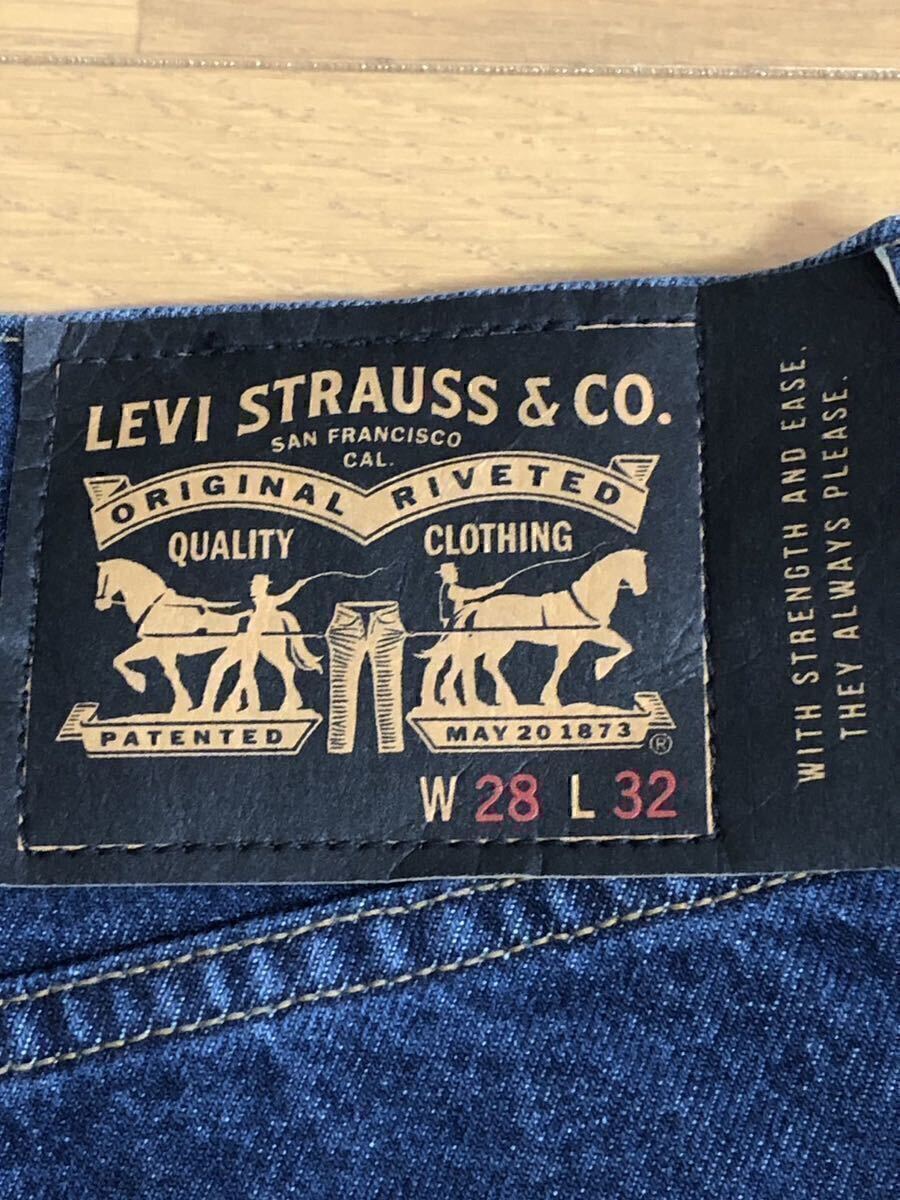 LEVI STRAUSS & CO.
SAN FRANCISCO
CAL.
ORIGINAL RIVETED
QUALITY CLOTHING
PATENTED MAY 20 1873 ®
W 28 L 32
WITH STRENGTH AND EASE.
THEY ALWAYS PLEASE.